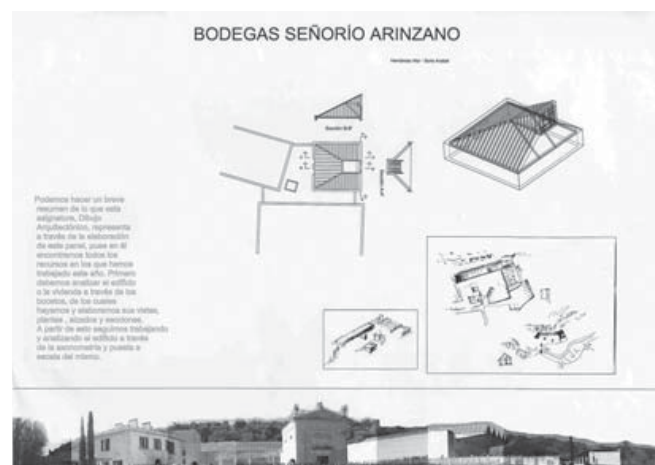 BODEGAS SEÑORÍO ARINZANO
Podemos hacer un breve
resumen de lo que esta
asignatura, Dibujo
Arquitectónico, representa
a través de la elaboración
de este panel, pues en él
encontramos todos los
recursos en los que hemos
trabajado este año. Primero
debemos analizar el edificio
o la vivienda a través de los
bocetos, de los cuales
hayamos y elaboramos sus vistas,
plantas , alzados y secciones.
A partir de esto seguimos trabajando
y analizando el edificio a través
de la axonometría y puesta a
escala del mismo.